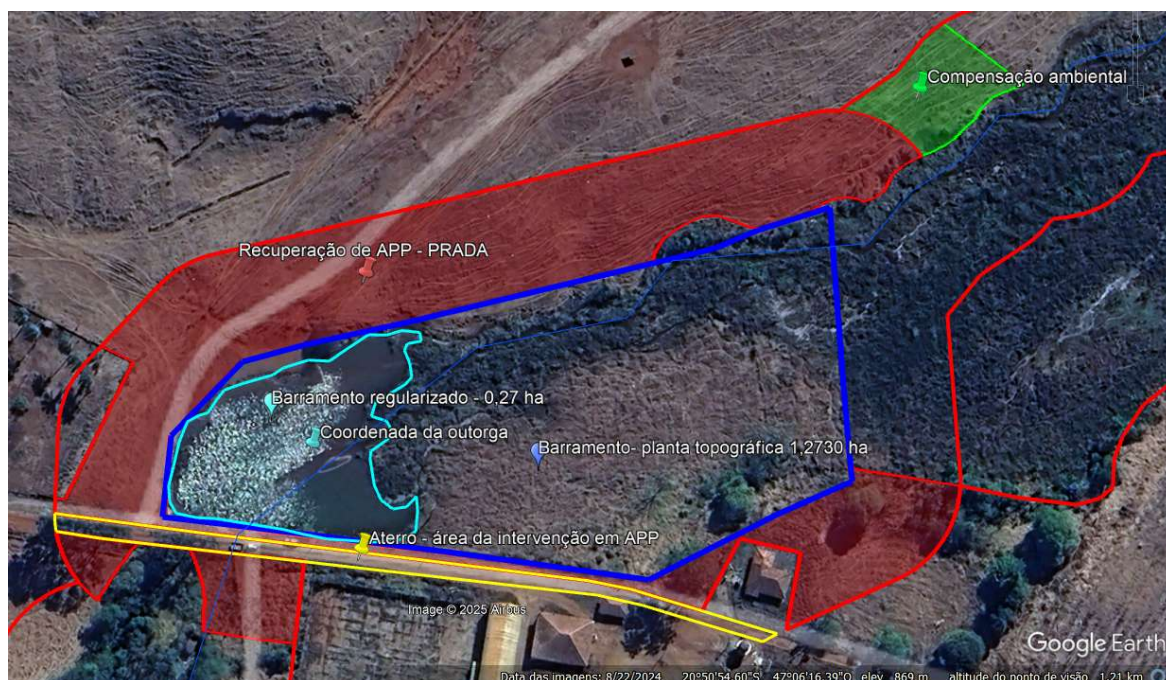 Compensação ambiental
Recuperação de APP - PRADA
Barramento regularizado - 0,27 ha
Coordenada da outorga
Barramento- planta topográfica 1,2730 ha
Aterro - área da intervenção em APP
Image © 2025 Airbus
Google Earth
Data das imagens: 8/22/2024 20°50'54.60"S 47°06'16.39"O elev 869 m altitude do ponto de visão 1.21 km